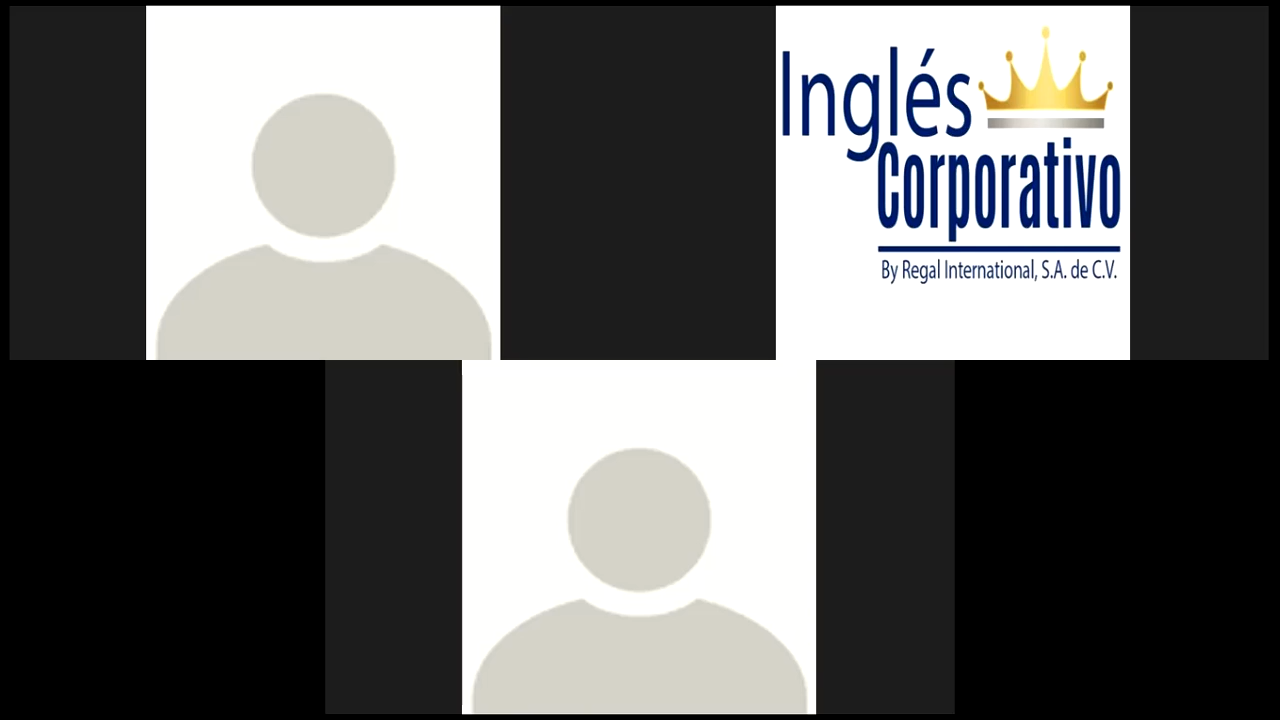 Inglés
Corporativo
By Regal International, S.A. de C.V.